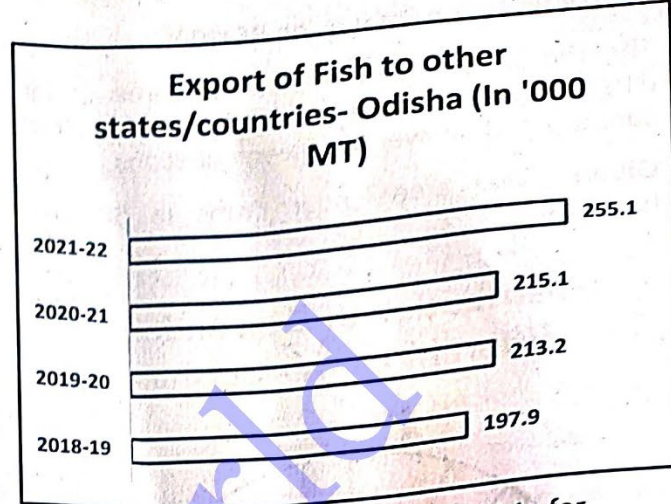 Export of Fish to other
states/countries- Odisha (In '000
MT)
2021-22 255.1
2020-21 215.1
2019-20 213.2
2018-19 197.9